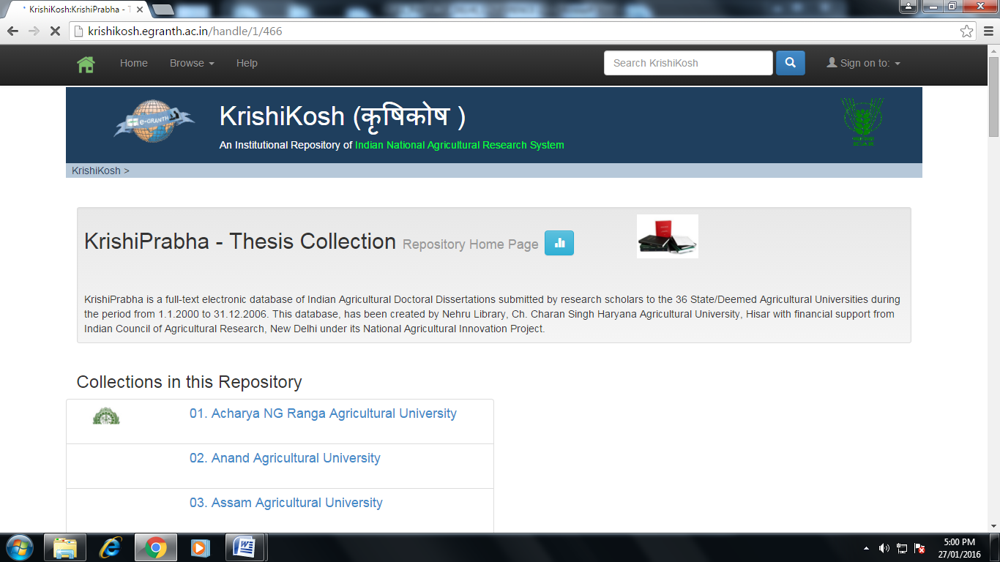 KrishiKosh:KrishiPrabha - T
krishikosh.egranth.ac.in/handle/1/466
Home Browse Help Search KrishiKosh Sign on to:
e-GRANTH
KrishiKosh (कृषिकोष )
An Institutional Repository of Indian National Agricultural Research System
ICAR
KrishiKosh >
KrishiPrabha - Thesis Collection Repository Home Page
KrishiPrabha is a full-text electronic database of Indian Agricultural Doctoral Dissertations submitted by research scholars to the 36 State/Deemed Agricultural Universities during
the period from 1.1.2000 to 31.12.2006. This database, has been created by Nehru Library, Ch. Charan Singh Haryana Agricultural University, Hisar with financial support from
Indian Council of Agricultural Research, New Delhi under its National Agricultural Innovation Project.
Collections in this Repository
01. Acharya NG Ranga Agricultural University
02. Anand Agricultural University
03. Assam Agricultural University
5:00 PM
27/01/2016